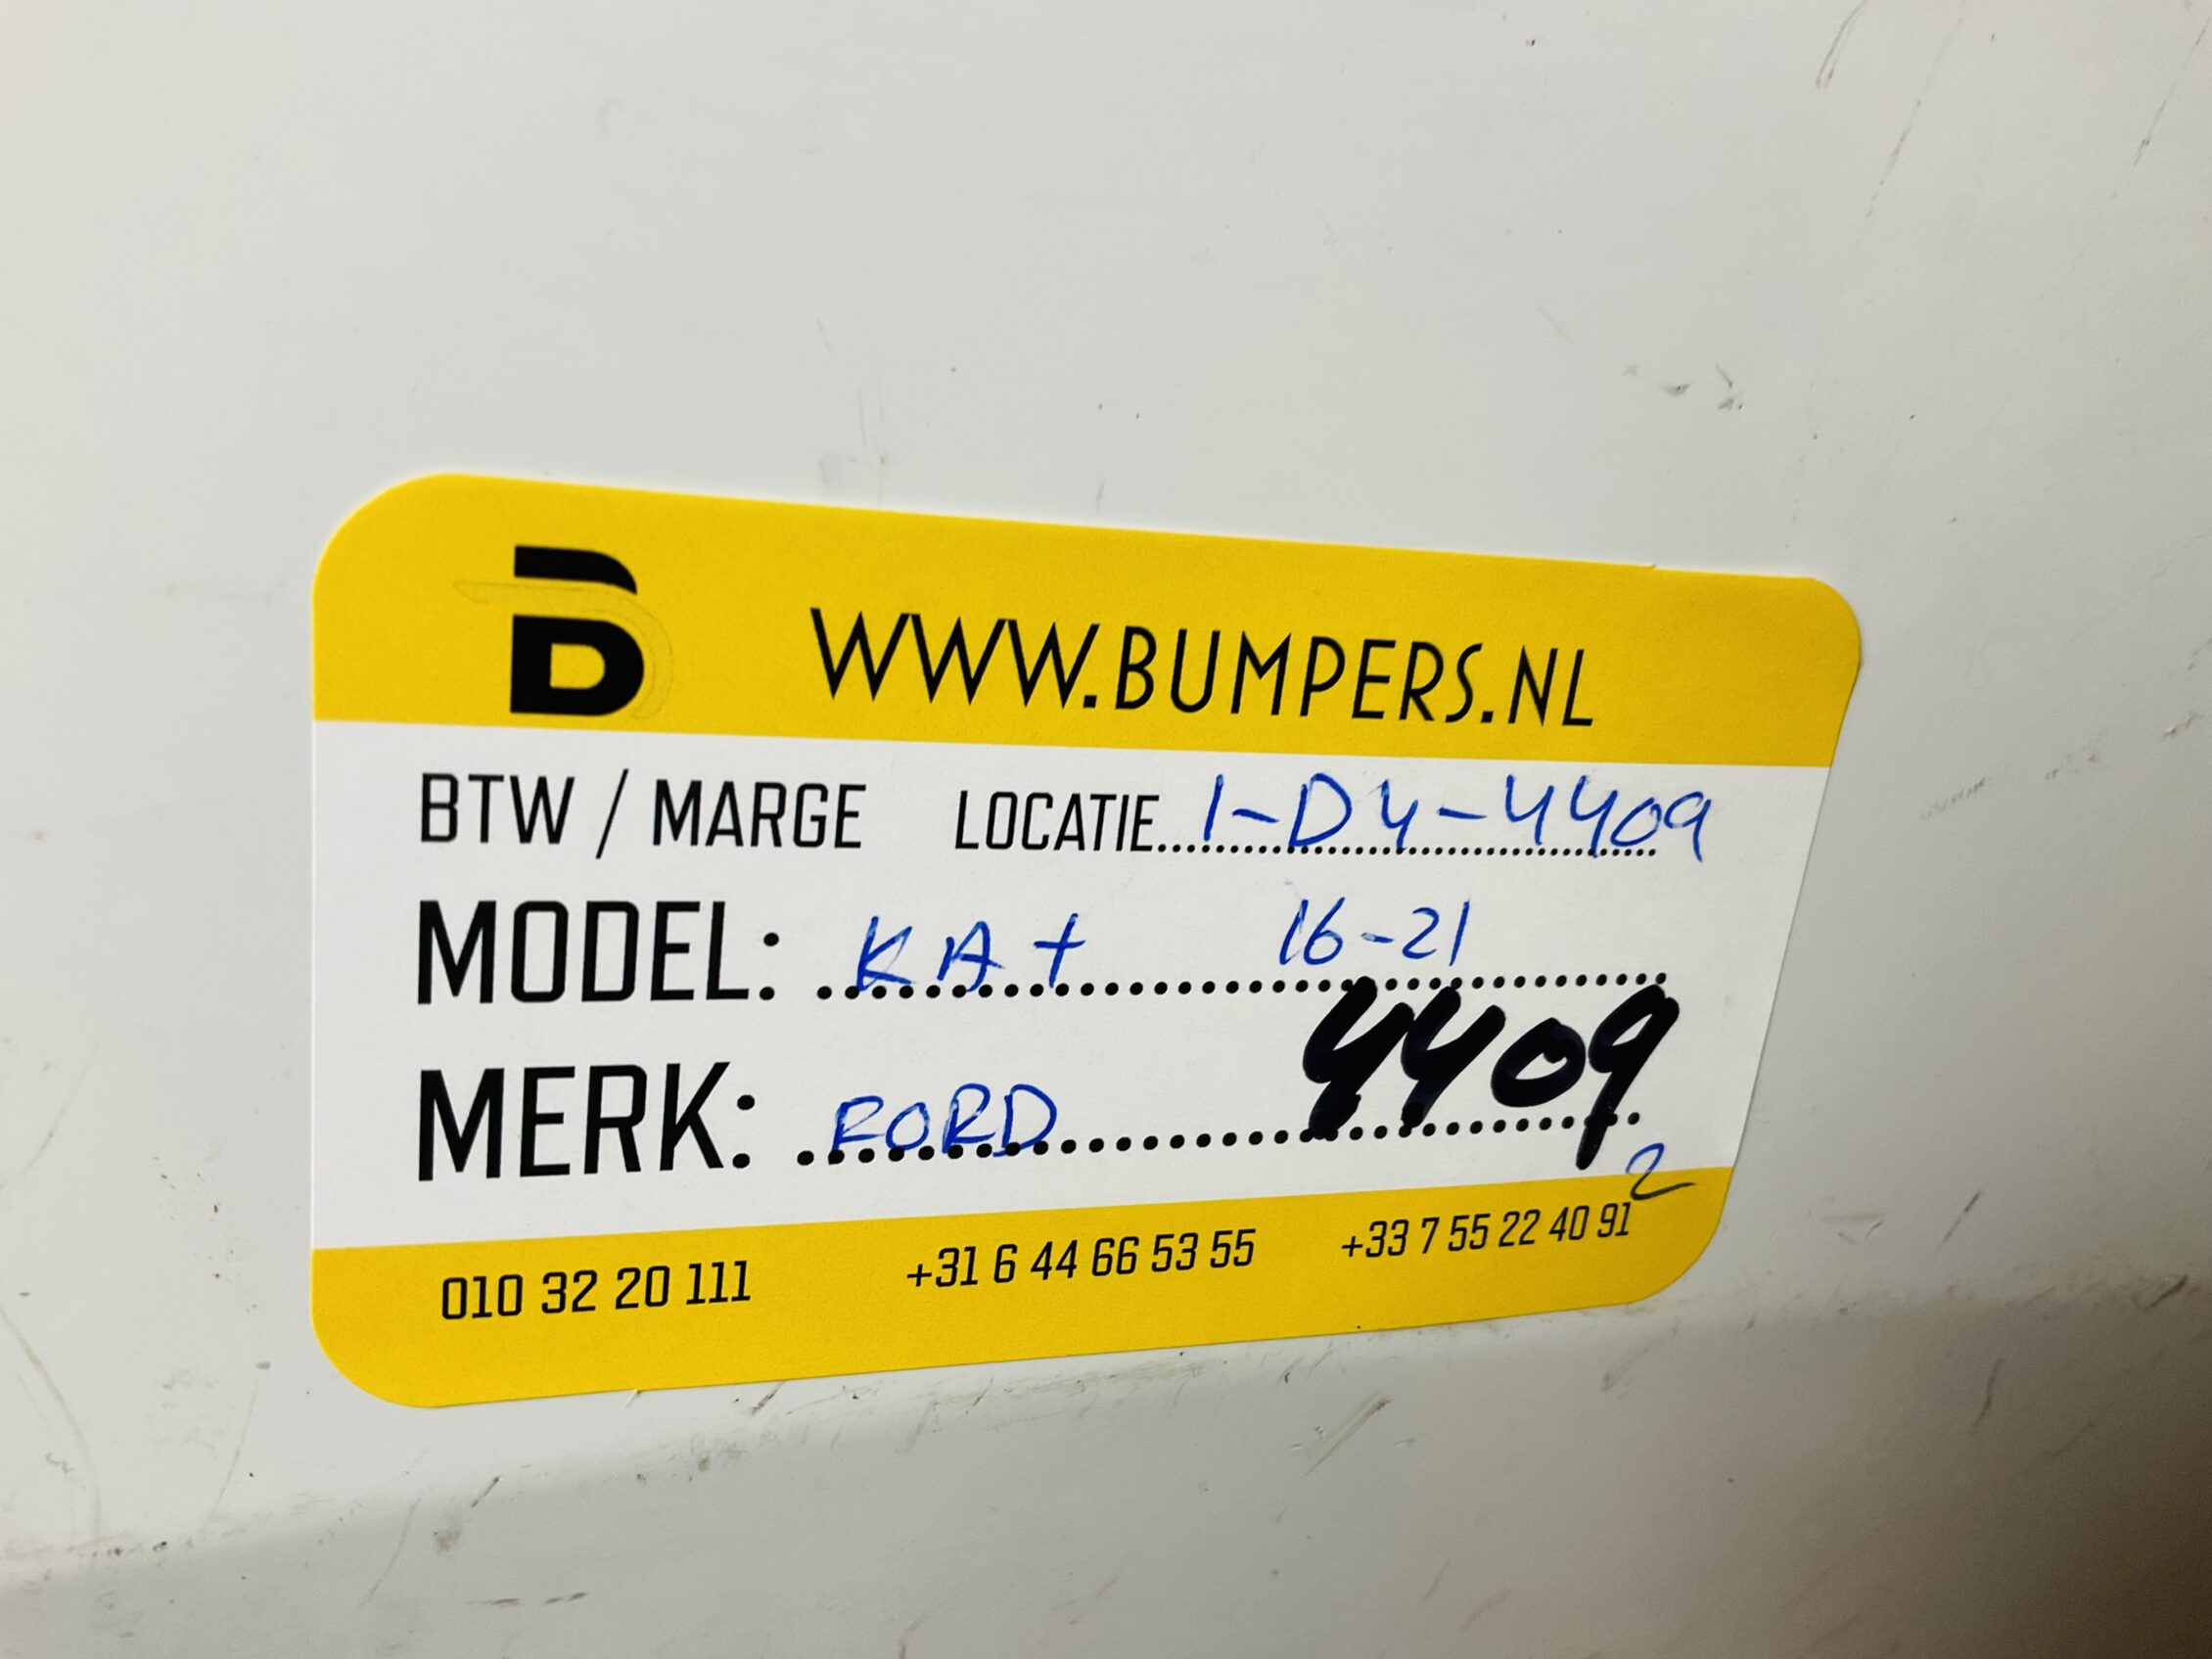 B WWW.BUMPERS.NL
BTW / MARGE LOCATIE... 1-D4-4409
MODEL: KA+ 16-21
4409
MERK: FORD
2
010 32 20 111 +31 6 44 66 53 55 +33 7 55 22 40 91